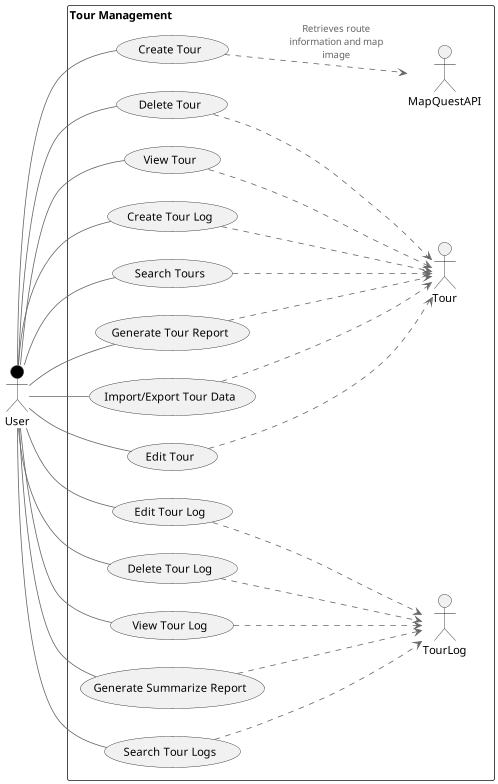 Tour Management
Retrieves route
information and map
image
Create Tour
MapQuestAPI
Delete Tour
View Tour
Create Tour Log
Search Tours
Tour
Generate Tour Report
Import/Export Tour Data
User
Edit Tour
Edit Tour Log
Delete Tour Log
View Tour Log
TourLog
Generate Summarize Report
Search Tour Logs